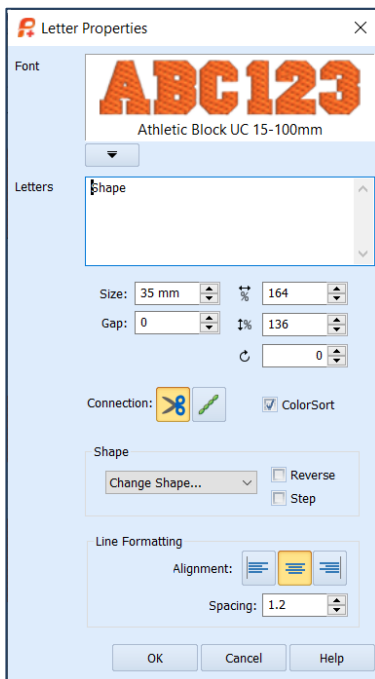 Letter Properties
Font
ABC123
Athletic Block UC 15-100mm
Letters
Shape
Size: 35 mm % 164
Gap: 0 % 136
0
Connection: ColorSort
Shape
Change Shape... Reverse
Step
Line Formatting
Alignment:
Spacing: 1.2
OK Cancel Help